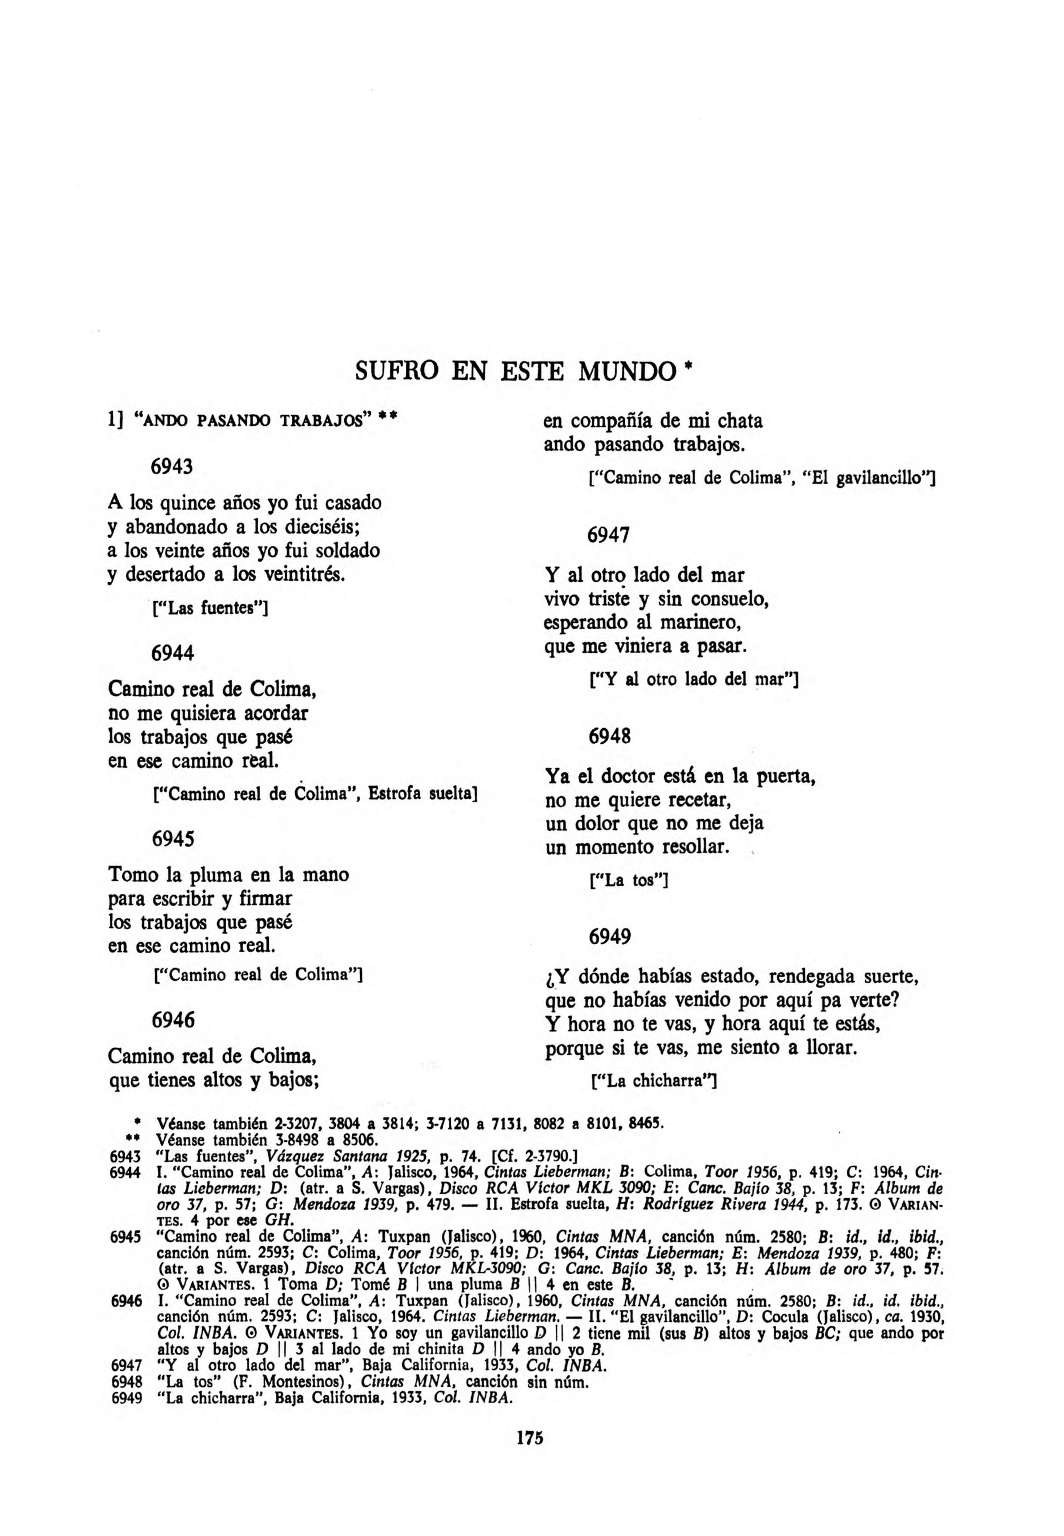 SUFRO EN ESTE MUNDO *
1] “ANDO PASANDO TRABAJOS” **
6943
A los quince años yo fui casado
y abandonado a los dieciséis;
a los veinte años yo fui soldado
y desertado a los veintitrés.
[“Las fuentes”]
6944
Camino real de Colima,
no me quisiera acordar
los trabajos que pasé
en ese camino real.
[“Camino real de Colima”, Estrofa suelta]
6945
Tomo la pluma en la mano
para escribir y firmar
los trabajos que pasé
en ese camino real.
[“Camino real de Colima”]
6946
Camino real de Colima,
que tienes altos y bajos;
en compañía de mi chata
ando pasando trabajos.
[“Camino real de Colima”, “El gavilancillo”]
6947
Y al otro lado del mar
vivo triste y sin consuelo,
esperando al marinero,
que me viniera a pasar.
[“Y al otro lado del mar”]
6948
Ya el doctor está en la puerta,
no me quiere recetar,
un dolor que no me deja
un momento resollar.
[“La tos”]
6949
¿Y dónde habías estado, rendegada suerte,
que no habías venido por aquí pa verte?
Y hora no te vas, y hora aquí te estás,
porque si te vas, me siento a llorar.
[“La chicharra”]
* Véanse también 2-3207, 3804 a 3814; 3-7120 a 7131, 8082 a 8101, 8465.
** Véanse también 3-8498 a 8506.
6943 “Las fuentes”, Vázquez Santana 1925, p. 74. [Cf. 2-3790.]
6944 I. “Camino real de Colima”, A: Jalisco, 1964, Cintas Lieberman; B: Colima, Toor 1956, p. 419; C: 1964, Cin-
tas Lieberman; D: (atr. a S. Vargas), Disco RCA Víctor MKL 3090; E: Canc. Bajío 38, p. 13; F: Álbum de
oro 37, p. 57; G: Mendoza 1939, p. 479. — II. Estrofa suelta, H: Rodríguez Rivera 1944, p. 173. ⊙ VARIAN-
TES. 4 por ese GH.
6945 “Camino real de Colima”, A: Tuxpan (Jalisco), 1960, Cintas MNA, canción núm. 2580; B: id., id., ibid.,
canción núm. 2593; C: Colima, Toor 1956, p. 419; D: 1964, Cintas Lieberman; E: Mendoza 1939, p. 480; F:
(atr. a S. Vargas), Disco RCA Víctor MKL-3090; G: Canc. Bajío 38, p. 13; H: Álbum de oro 37, p. 57.
⊙ VARIANTES. 1 Toma D; Tomé B | una pluma B || 4 en este B.
6946 I. “Camino real de Colima”, A: Tuxpan (Jalisco), 1960, Cintas MNA, canción núm. 2580; B: id., id. ibid.,
canción núm. 2593; C: Jalisco, 1964. Cintas Lieberman. — II. “El gavilancillo”, D: Cocula (Jalisco), ca. 1930,
Col. INBA. ⊙ VARIANTES. 1 Yo soy un gavilancillo D || 2 tiene mil (sus B) altos y bajos BC; que ando por
altos y bajos D || 3 al lado de mi chinita D || 4 ando yo B.
6947 “Y al otro lado del mar”, Baja California, 1933, Col. INBA.
6948 “La tos” (F. Montesinos), Cintas MNA, canción sin núm.
6949 “La chicharra”, Baja California, 1933, Col. INBA.
175